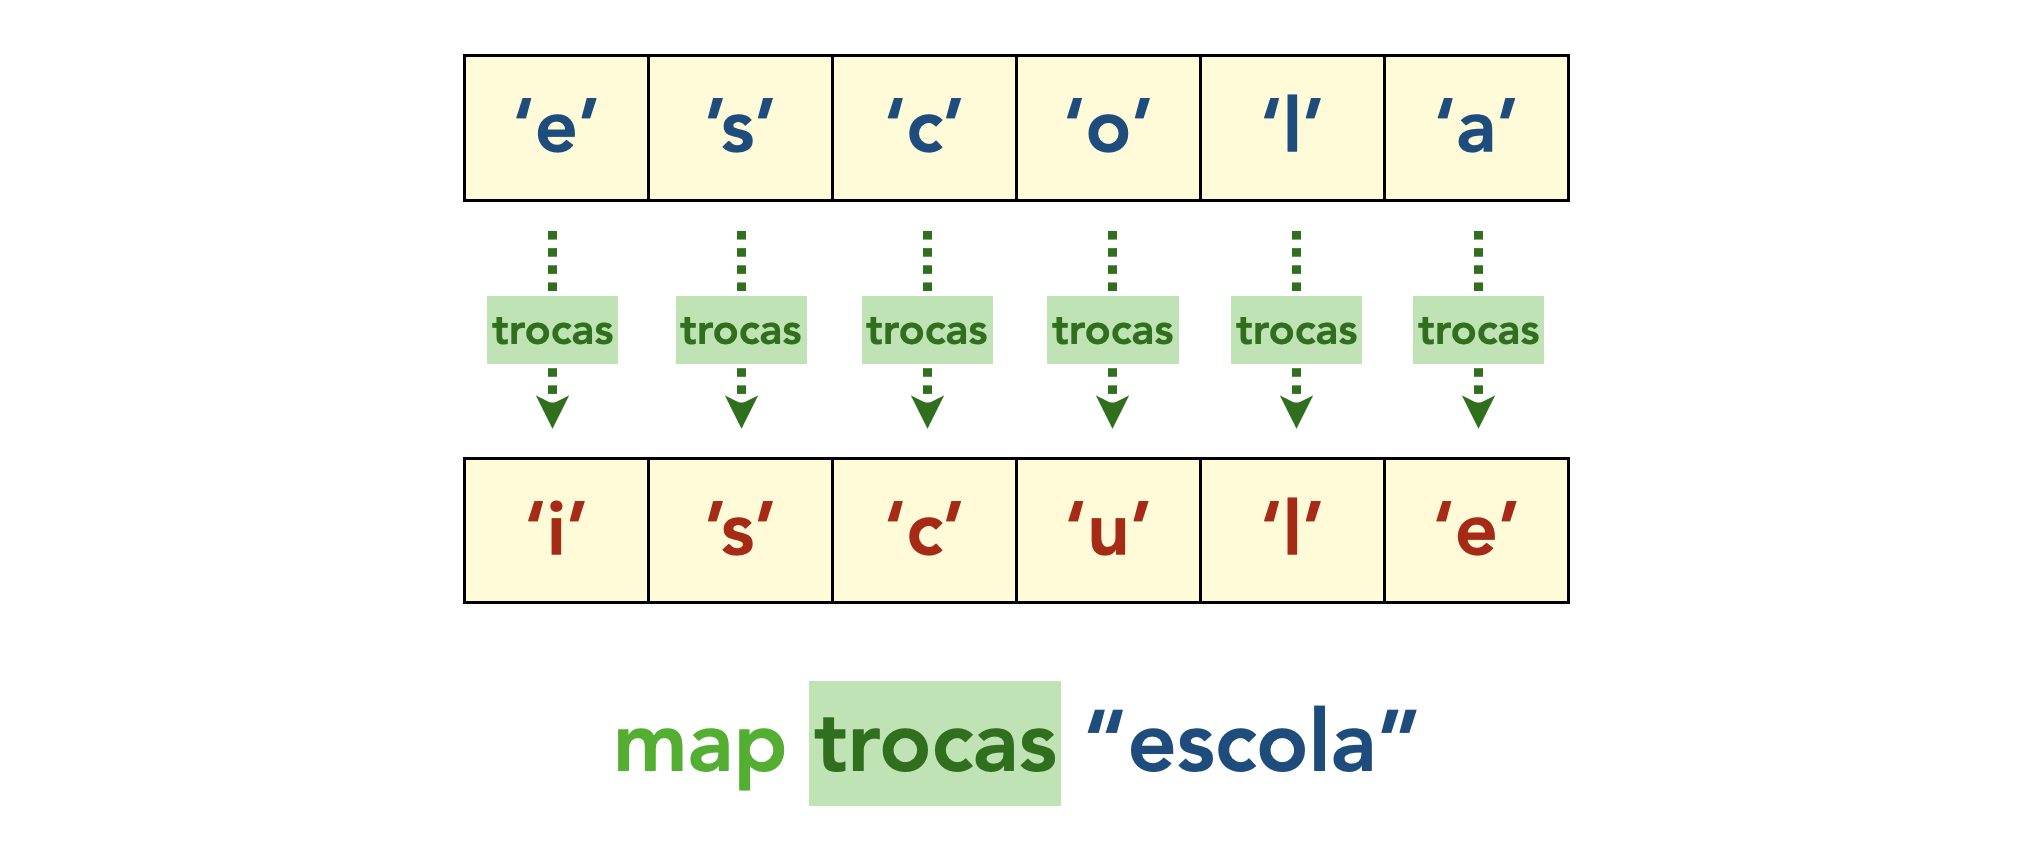 ‘e’ ’s’ ‘c’ ‘o’ ‘l’ ‘a’
trocas trocas trocas trocas trocas trocas
‘i’ ’s’ ‘c’ ‘u’ ‘l’ ‘e’
map trocas “escola”